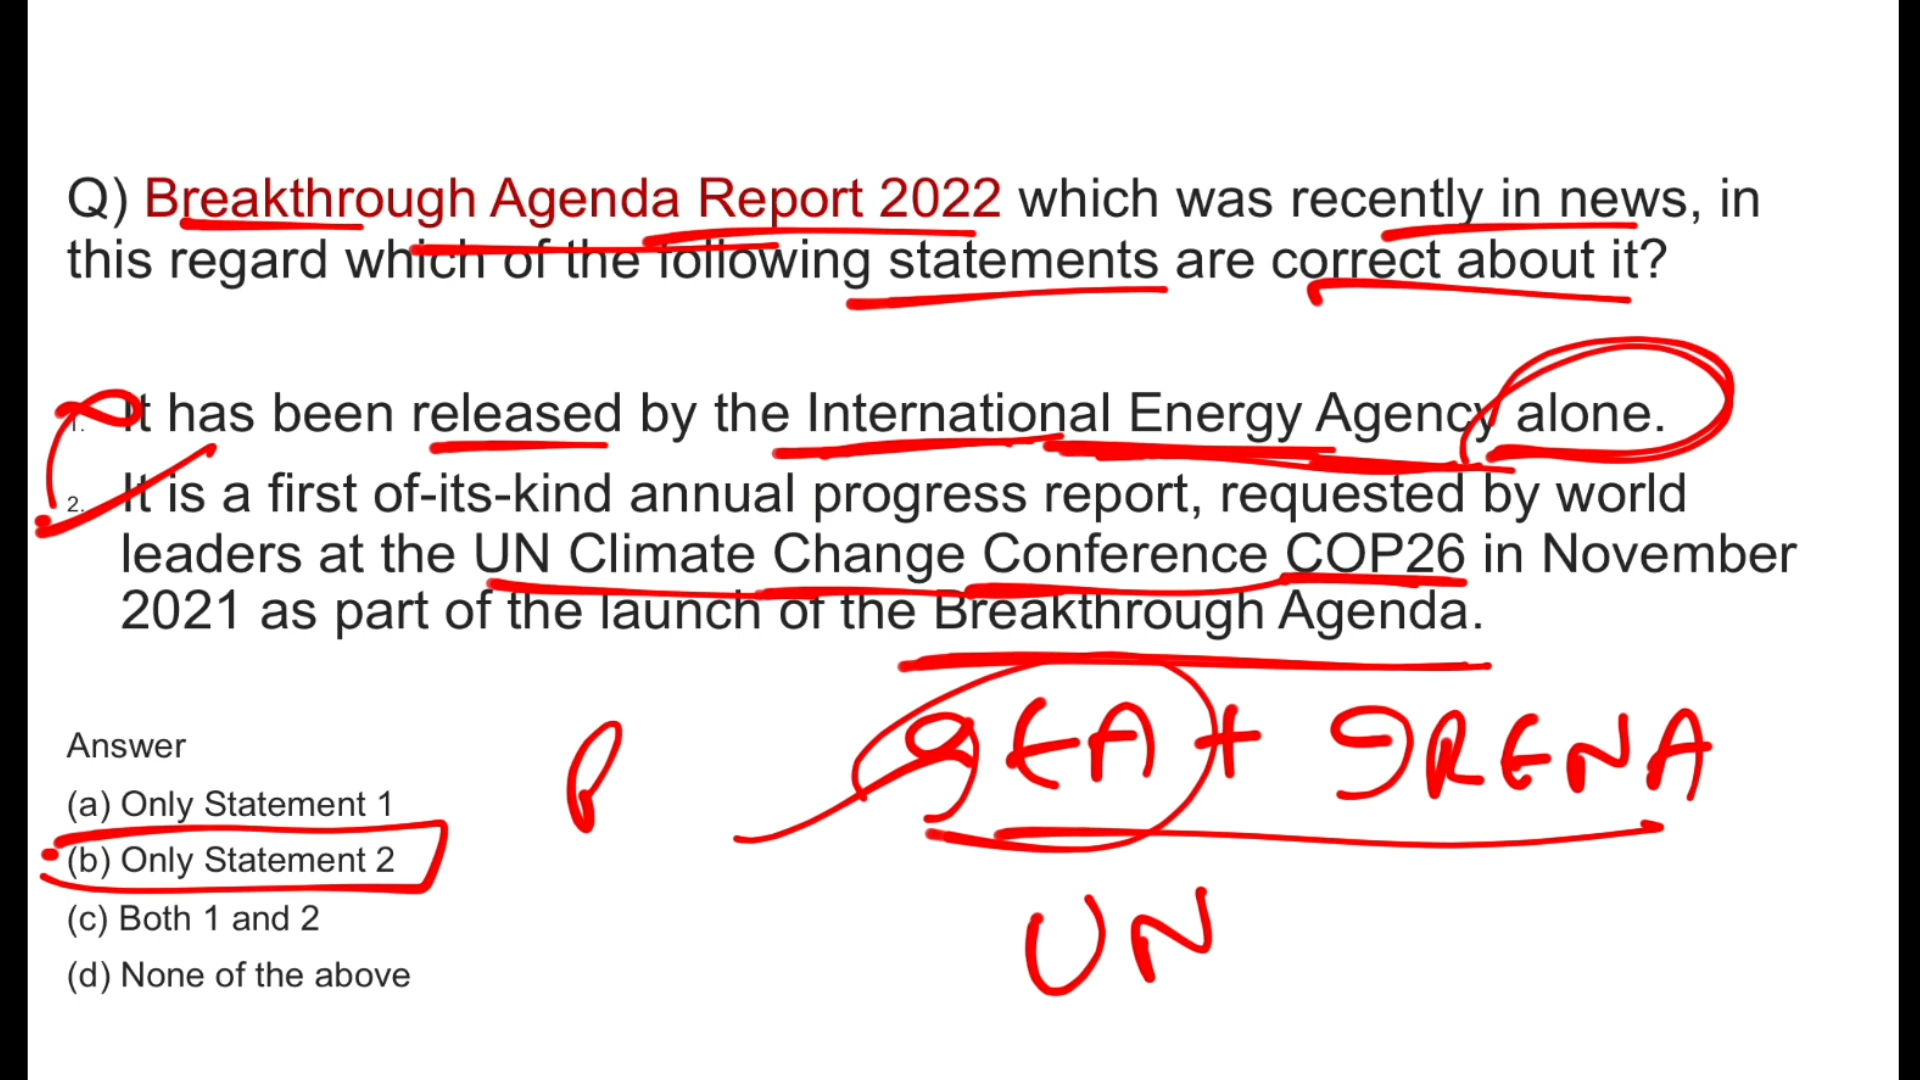 Q) Breakthrough Agenda Report 2022 which was recently in news, in
this regard which of the following statements are correct about it?
1. It has been released by the International Energy Agency alone.
2. It is a first of-its-kind annual progress report, requested by world
leaders at the UN Climate Change Conference COP26 in November
2021 as part of the launch of the Breakthrough Agenda.
IEA + IRENA
UN
Answer
(a) Only Statement 1
(b) Only Statement 2
(c) Both 1 and 2
(d) None of the above